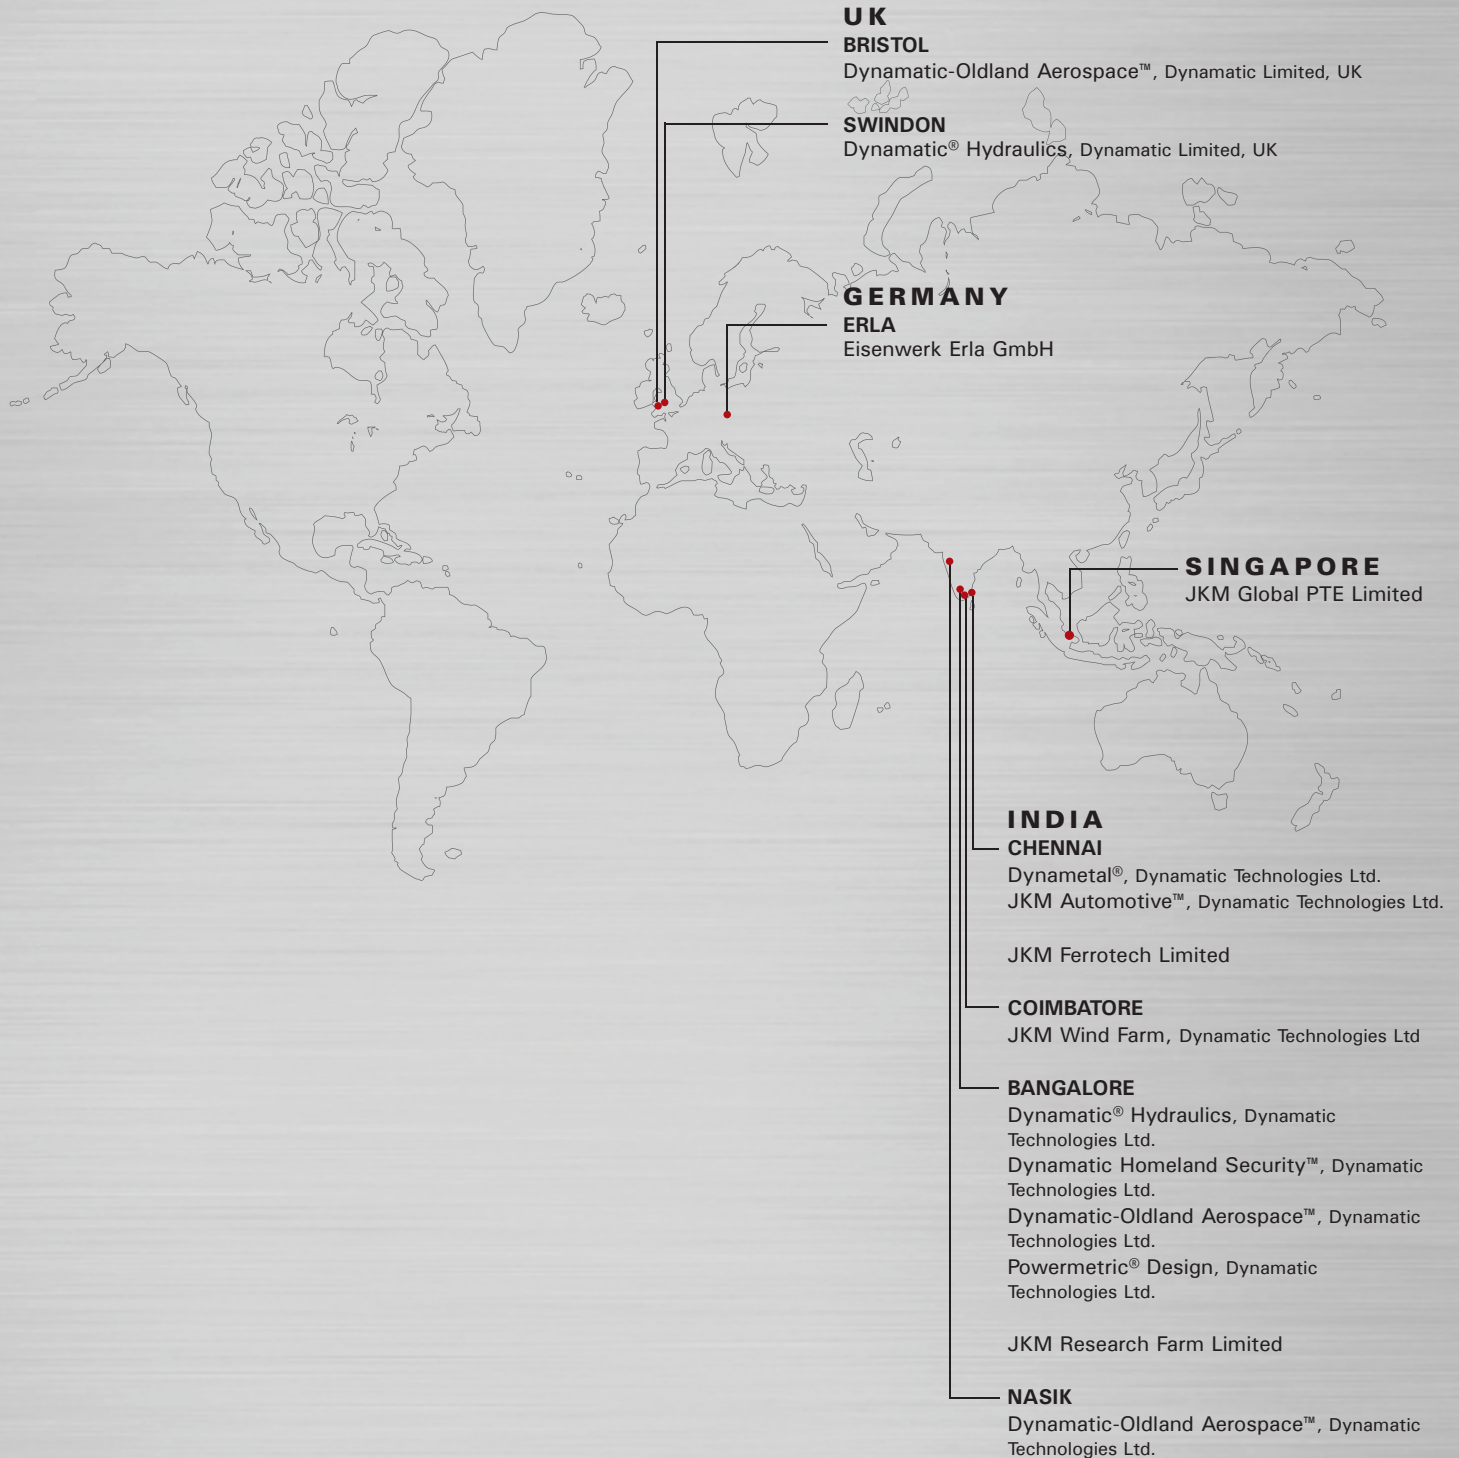 UK
BRISTOL
Dynamatic-Oldland Aerospace™, Dynamatic Limited, UK
SWINDON
Dynamatic® Hydraulics, Dynamatic Limited, UK
GERMANY
ERLA
Eisenwerk Erla GmbH
SINGAPORE
JKM Global PTE Limited
INDIA
CHENNAI
Dynametal®, Dynamatic Technologies Ltd.
JKM Automotive™, Dynamatic Technologies Ltd.
JKM Ferrotech Limited
COIMBATORE
JKM Wind Farm, Dynamatic Technologies Ltd
BANGALORE
Dynamatic® Hydraulics, Dynamatic
Technologies Ltd.
Dynamatic Homeland Security™, Dynamatic
Technologies Ltd.
Dynamatic-Oldland Aerospace™, Dynamatic
Technologies Ltd.
Powermetric® Design, Dynamatic
Technologies Ltd.
JKM Research Farm Limited
NASIK
Dynamatic-Oldland Aerospace™, Dynamatic
Technologies Ltd.